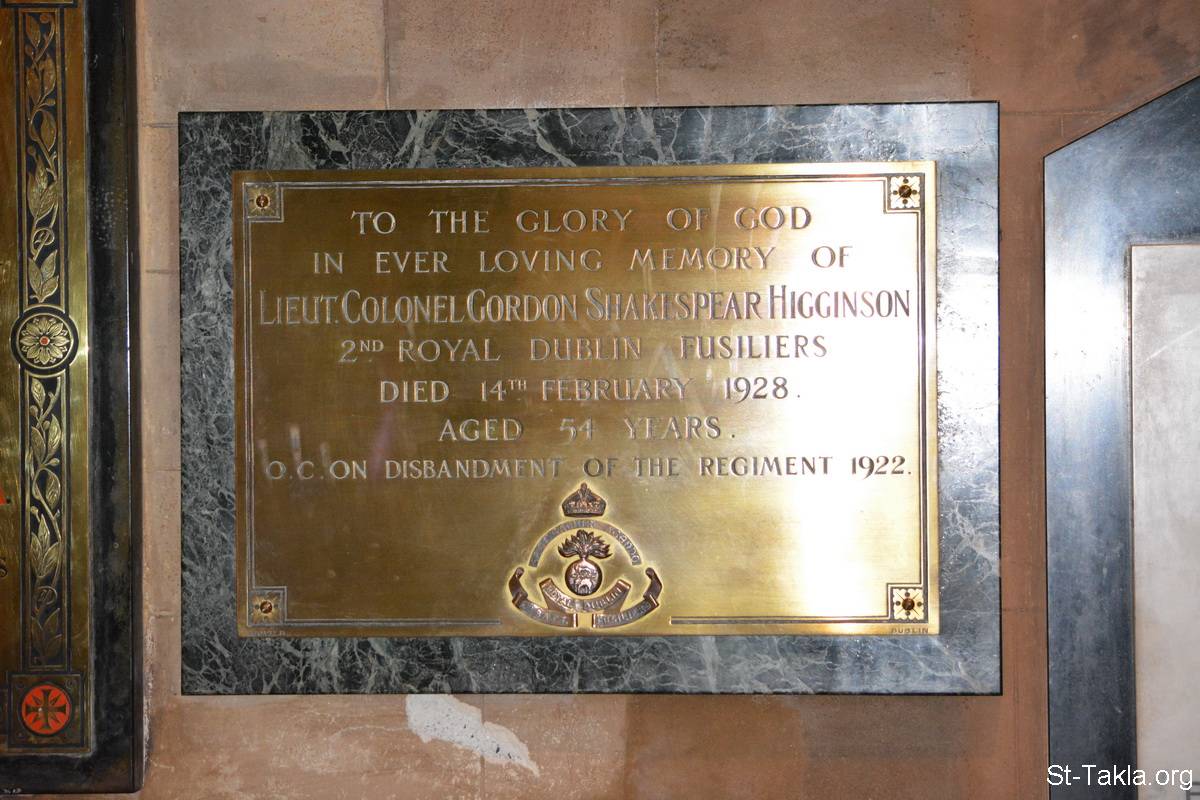 TO THE GLORY OF GOD
IN EVER LOVING MEMORY OF
LIEUT. COLONEL GORDON SHAKESPEAR HIGGINSON
2ND ROYAL DUBLIN FUSILIERS
DIED 14TH FEBRUARY 1928.
AGED 54 YEARS.
O.C. ON DISBANDMENT OF THE REGIMENT 1922.
ROYAL DUBLIN
FUSILIERS
DUBLIN
St-Takla.org